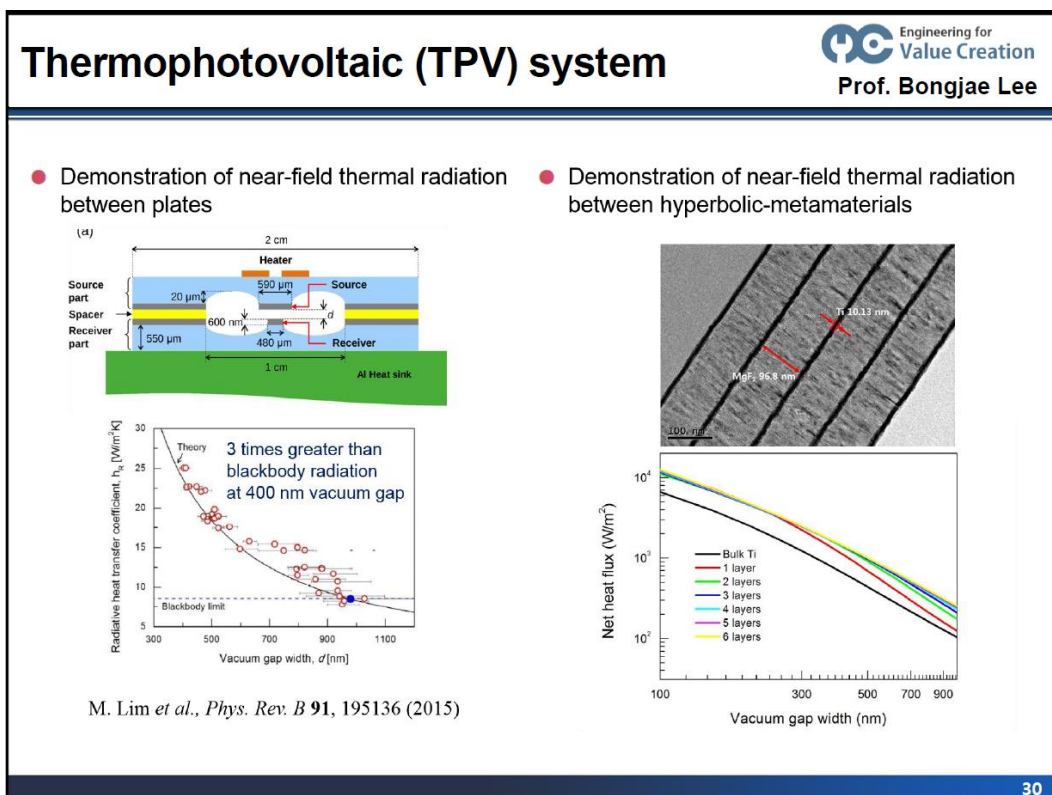 Thermophotovoltaic (TPV) system
Engineering for
Value Creation
Prof. Bongjae Lee
Demonstration of near-field thermal radiation
between plates
(a)
2 cm
Heater
Source
part
20 μm
590 μm
Source
Spacer
d
600 nm
Receiver
part
550 μm
480 μm
Receiver
1 cm
Al Heat sink
Radiative heat transfer coefficient, hR [W/m²K]
30
25
20
15
10
5
Theory
3 times greater than
blackbody radiation
at 400 nm vacuum gap
Blackbody limit
300 500 700 900 1100
Vacuum gap width, d [nm]
M. Lim et al., Phys. Rev. B 91, 195136 (2015)
Demonstration of near-field thermal radiation
between hyperbolic-metamaterials
Ti 10.13 nm
MgF₂ 96.8 nm
100 nm
Net heat flux (W/m²)
10⁴
10³
10²
Bulk Ti
1 layer
2 layers
3 layers
4 layers
5 layers
6 layers
100 300 500 700 900
Vacuum gap width (nm)
30